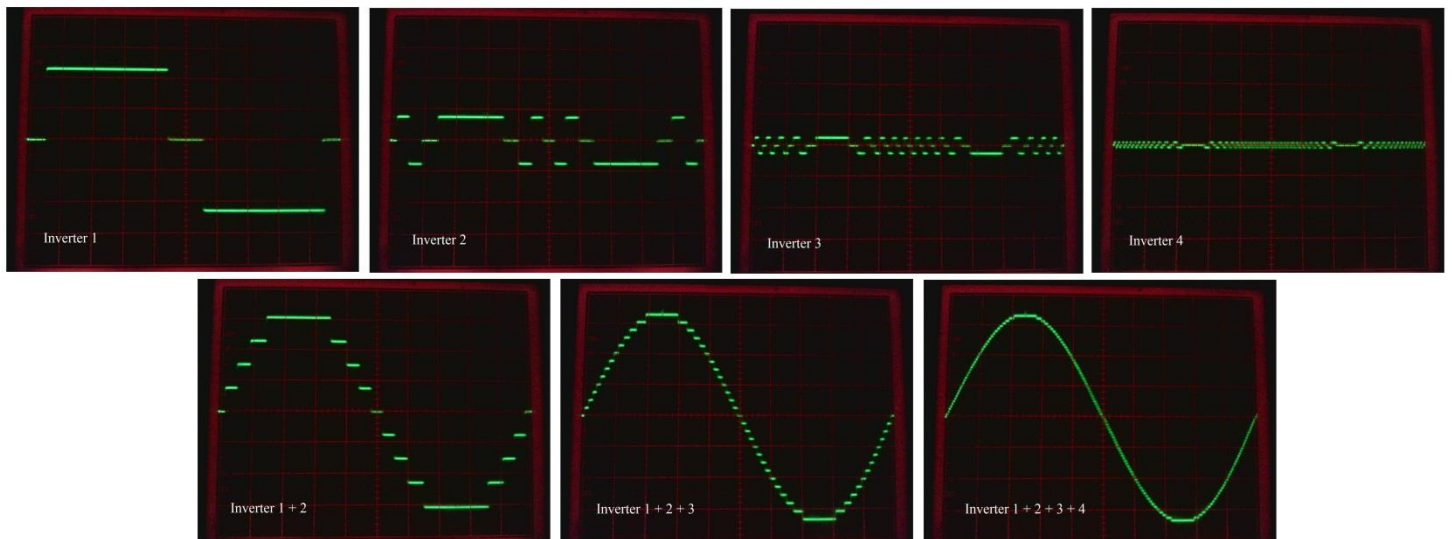 Inverter 1
Inverter 2
Inverter 3
Inverter 4
Inverter 1 + 2
Inverter 1 + 2 + 3
Inverter 1 + 2 + 3 + 4